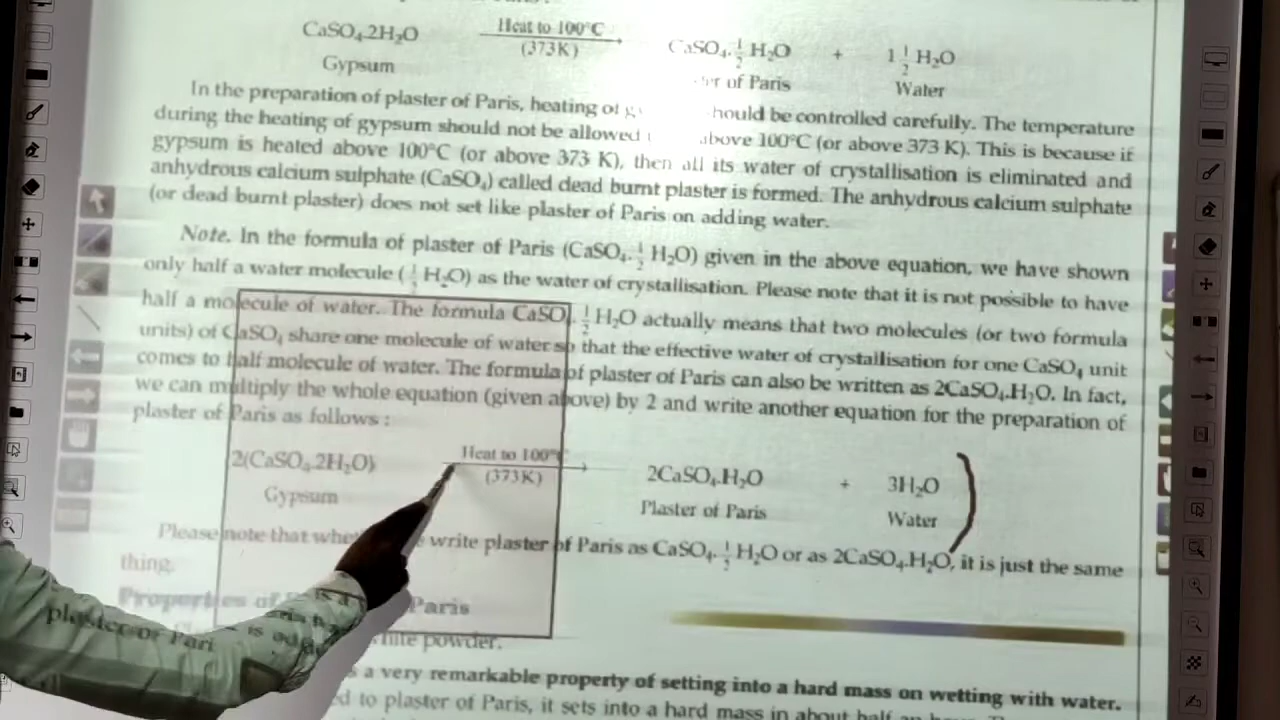 CaSO₄.2H₂O Heat to 100°C (373K) CaSO₄.½H₂O + 1½H₂O
Gypsum of Paris Water
In the preparation of plaster of Paris, heating of should be controlled carefully. The temperature
during the heating of gypsum should not be allowed above 100°C (or above 373 K). This is because if
gypsum is heated above 100°C (or above 373 K), then all its water of crystallisation is eliminated and
anhydrous calcium sulphate (CaSO₄) called dead burnt plaster is formed. The anhydrous calcium sulphate
(or dead burnt plaster) does not set like plaster of Paris on adding water.
Note. In the formula of plaster of Paris (CaSO₄.½H₂O) given in the above equation, we have shown
only half a water molecule (½H₂O) as the water of crystallisation. Please note that it is not possible to have
half a molecule of water. The formula CaSO₄.½H₂O actually means that two molecules (or two formula
units) of CaSO₄ share one molecule of water so that the effective water of crystallisation for one CaSO₄ unit
comes to half molecule of water. The formula of plaster of Paris can also be written as 2CaSO₄.H₂O. In fact,
we can multiply the whole equation (given above) by 2 and write another equation for the preparation of
plaster of Paris as follows :
2(CaSO₄.2H₂O) Heat to 100°C (373K) 2CaSO₄.H₂O + 3H₂O
Gypsum Plaster of Paris Water
Please note that write plaster of Paris as CaSO₄.½H₂O or as 2CaSO₄.H₂O, it is just the same
thing.
Properties of Paris
powder.
a very remarkable property of setting into a hard mass on wetting with water.
to plaster of Paris, it sets into a hard mass in about half an